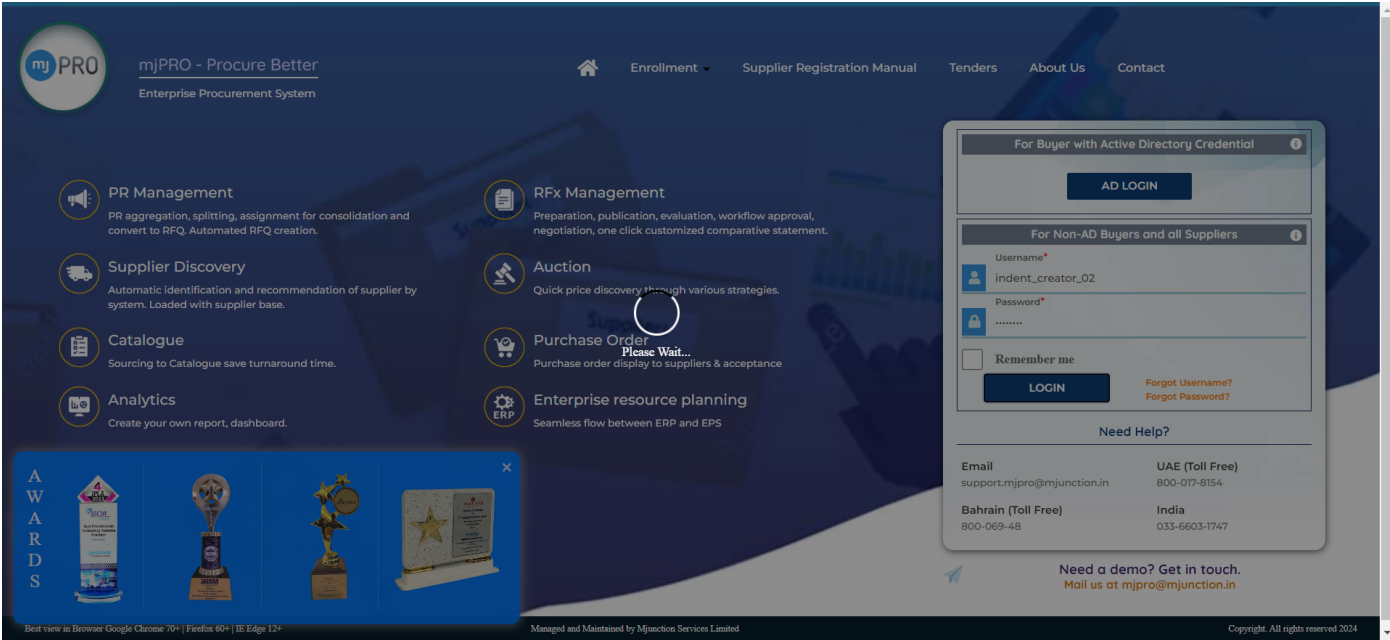 mj PRO
mjPRO - Procure Better
Enterprise Procurement System
Enrollment
Supplier Registration Manual
Tenders
About Us
Contact
PR Management
PR aggregation, splitting, assignment for consolidation and
convert to RFQ. Automated RFQ creation.
RFx Management
Preparation, publication, evaluation, workflow approval,
negotiation, one click customized comparative statement.
Supplier Discovery
Automatic identification and recommendation of supplier by
system. Loaded with supplier base.
Auction
Quick price discovery through various strategies.
Please Wait...
Catalogue
Sourcing to Catalogue save turnaround time.
Purchase Order
Purchase order display to suppliers & acceptance
Analytics
Create your own report, dashboard.
ERP
Enterprise resource planning
Seamless flow between ERP and EPS
For Buyer with Active Directory Credential
AD LOGIN
For Non-AD Buyers and all Suppliers
Username*
indent_creator_02
Password*
........
Remember me
LOGIN
Forgot Username?
Forgot Password?
Need Help?
Email
support.mjpro@mjunction.in
UAE (Toll Free)
800-017-8154
Bahrain (Toll Free)
800-069-48
India
033-6603-1747
Need a demo? Get in touch.
Mail us at mjpro@mjunction.in
AWARDS
Best view in Browser Google Chrome 70+ | Firefox 60+ | IE Edge 12+
Managed and Maintained by Mjunction Services Limited
Copyright. All rights reserved 2024